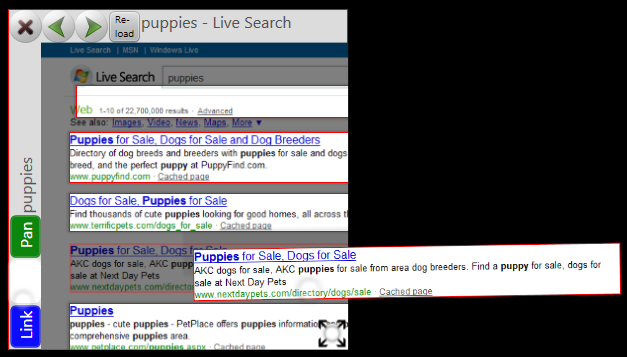 Re-
load
puppies - Live Search
Live Search | MSN | Windows Live
Live Search
puppies
Web 1-10 of 22,700,000 results · Advanced
See also: Images, Video, News, Maps, More ▼
Puppies for Sale, Dogs for Sale and Dog Breeders
Directory of dog breeds and breeders with puppies for sale and dogs
breed, and the perfect puppy at PuppyFind.com.
www.puppyfind.com · Cached page
Dogs for Sale, Puppies for Sale
Find thousands of cute puppies looking for good homes, all across th
www.terrificpets.com/dogs_for_sale · Cached page
Puppies for Sale, Dogs for Sale
AKC dogs for sale, AKC pupp
sale at Next Day Pets
www.nextdaypets.com/directory
Puppies for Sale, Dogs for Sale
AKC dogs for sale, AKC puppies for sale from area dog breeders. Find a puppy for sale, dogs for
sale at Next Day Pets
www.nextdaypets.com/directory/dogs/sale · Cached page
Puppies
puppies - cute puppies - PetPlace offers puppies information
comprehensive puppies area.
www.petplace.com/puppies.aspx · Cached page
puppies
Pan
Link